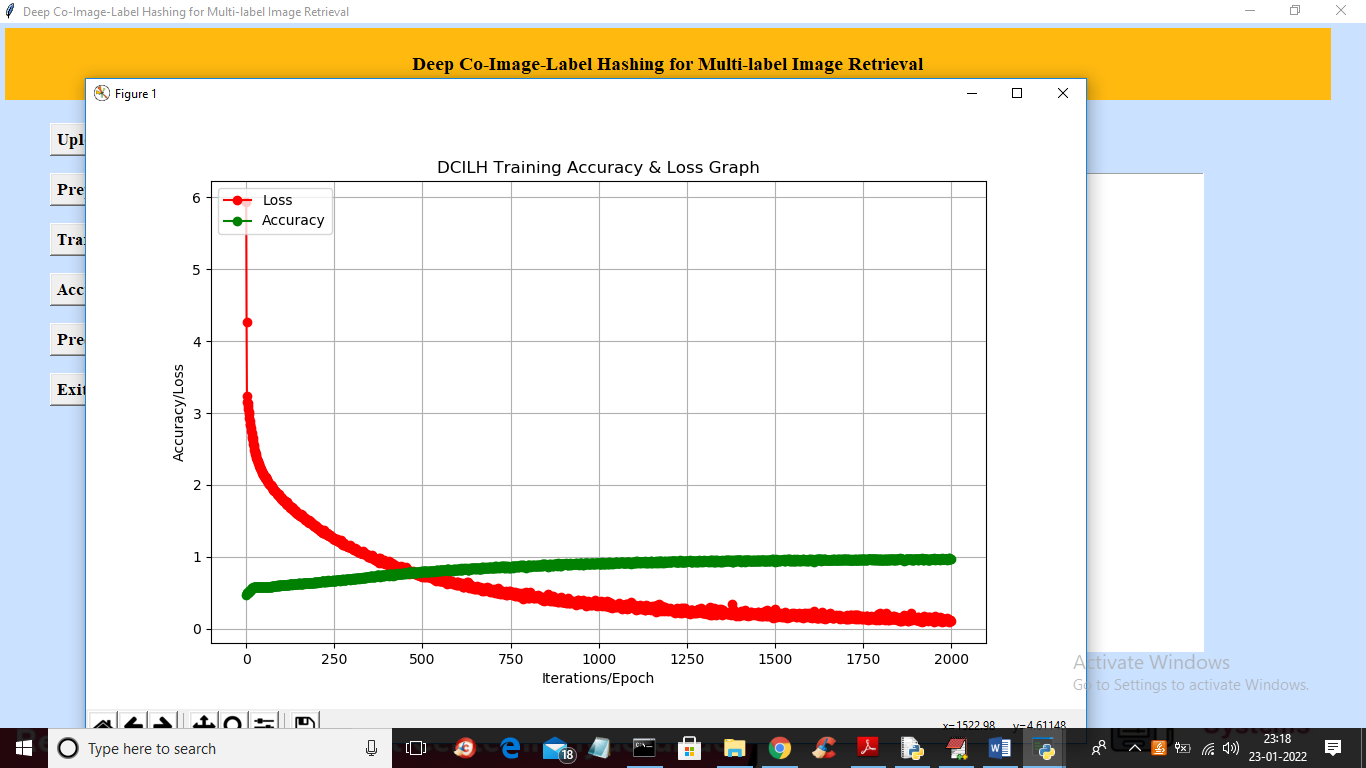 Deep Co-Image-Label Hashing for Multi-label Image Retrieval
Deep Co-Image-Label Hashing for Multi-label Image Retrieval
Figure 1
Upl
Pre
Trai
Acc
Pre
Exit
DCILH Training Accuracy & Loss Graph
Loss
Accuracy
Accuracy/Loss
6
5
4
3
2
1
0
0 250 500 750 1000 1250 1500 1750 2000
Iterations/Epoch
Activate Windows
Go to Settings to activate Windows.
x=1522.98 y=4.61148
Type here to search
18
23:18
23-01-2022